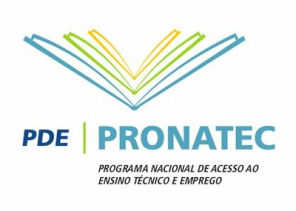 PDE | PRONATEC
PROGRAMA NACIONAL DE ACESSO AO
ENSINO TÉCNICO E EMPREGO